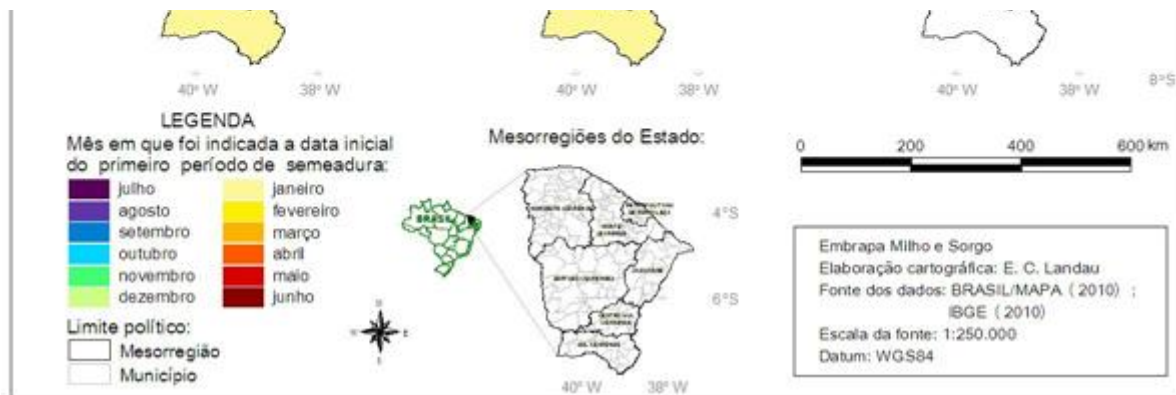 40° W 38° W
40° W 38° W
40° W 38° W
8°S
LEGENDA
Mês em que foi indicada a data inicial
do primeiro período de semeadura:
julho
agosto
setembro
outubro
novembro
dezembro
janeiro
fevereiro
março
abril
maio
junho
Limite político:
Mesorregião
Município
Mesorregiões do Estado:
BRASIL
4°S
6°S
40° W 38° W
0 200 400 600 km
Embrapa Milho e Sorgo
Elaboração cartográfica: E. C. Landau
Fonte dos dados: BRASIL/MAPA ( 2010) ;
IBGE ( 2010)
Escala da fonte: 1:250.000
Datum: WGS84